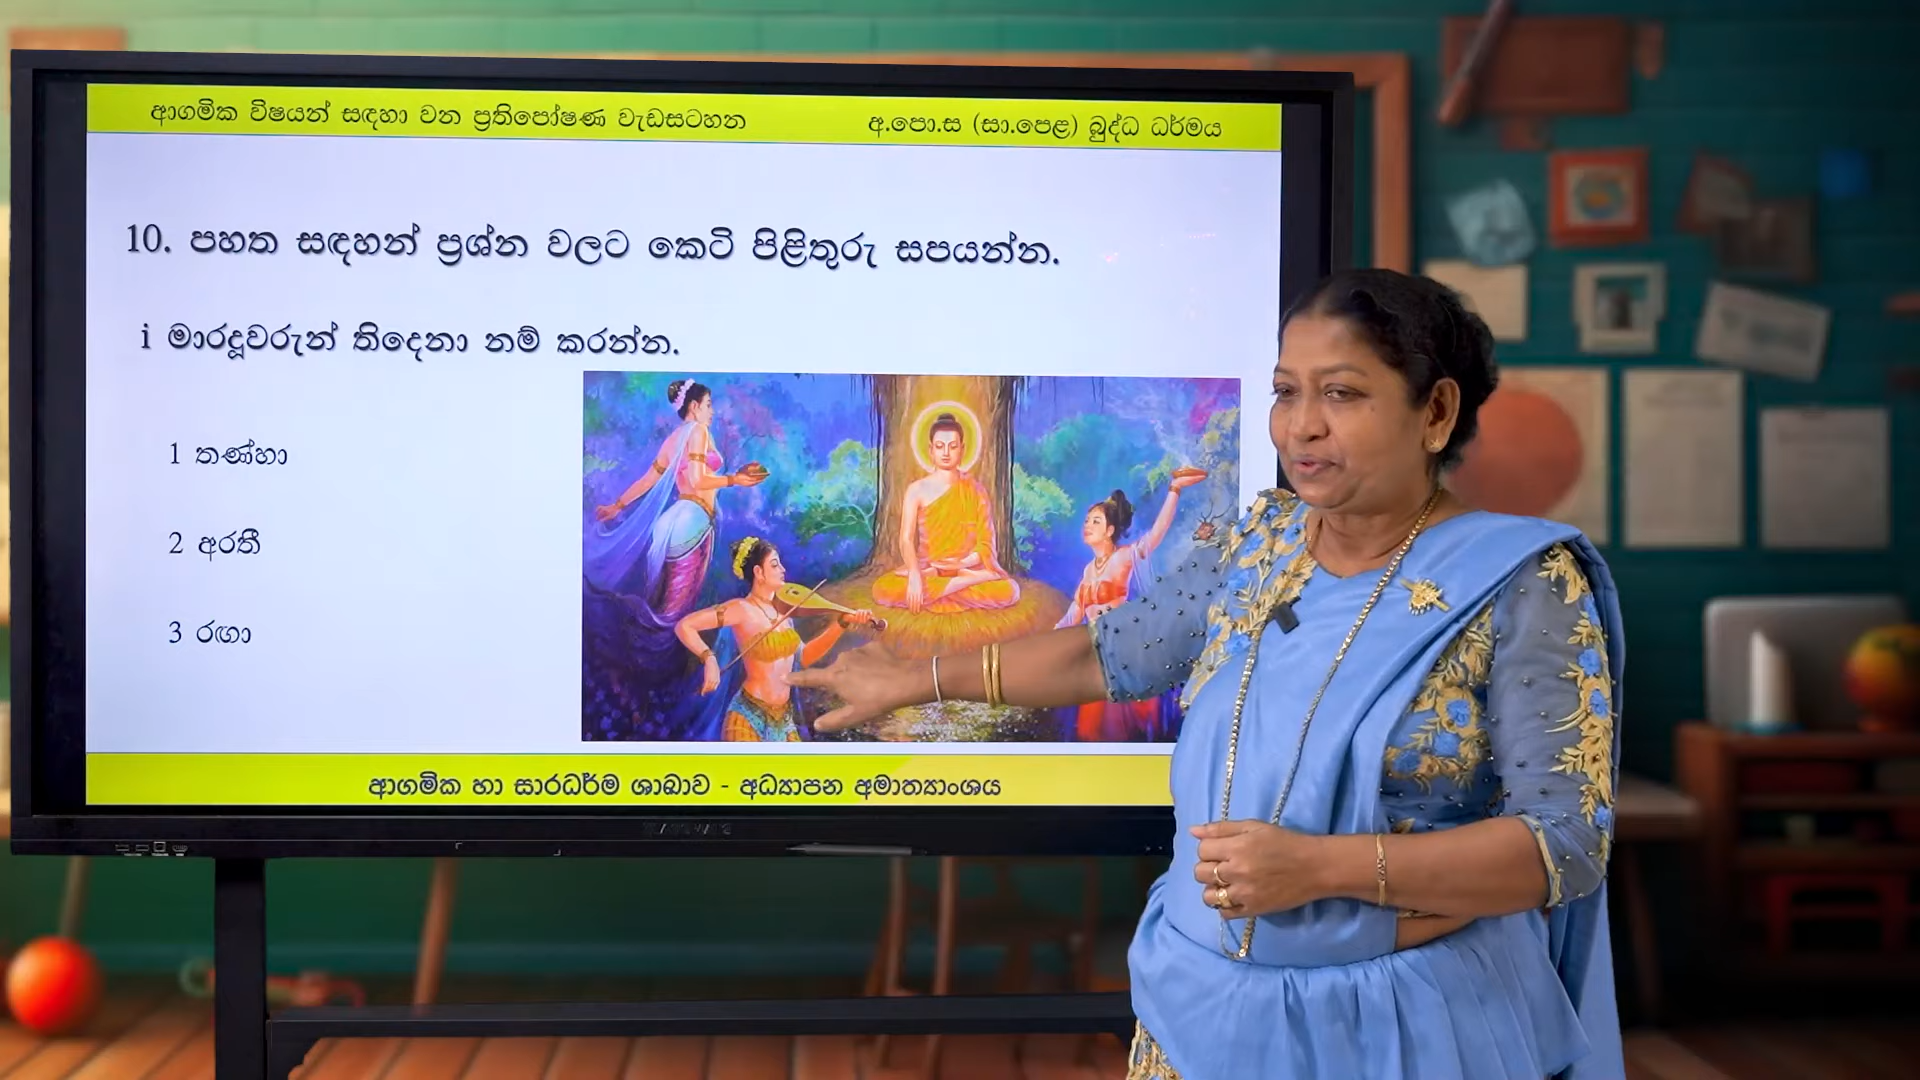 ආගමික විෂයන් සඳහා වන ප්‍රතිපෝෂණ වැඩසටහන අ.පො.ස (සා.පෙළ) බුද්ධ ධර්මය
10. පහත සඳහන් ප්‍රශ්න වලට කෙටි පිළිතුරු සපයන්න.
i මාරදූවරුන් තිදෙනා නම් කරන්න.
1 තණ්හා
2 අරතී
3 රඟා
ආගමික හා සාරධර්ම ශාඛාව - අධ්‍යාපන අමාත්‍යාංශය